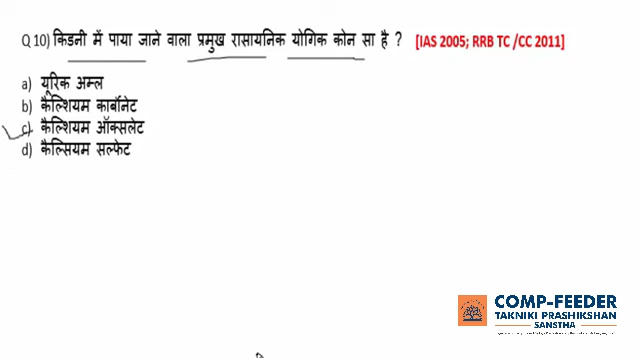 Q 10) किडनी में पाया जाने वाला प्रमुख रासायनिक योगिक कोन सा है ? [IAS 2005; RRB TC /CC 2011]
a) यूरिक अम्ल
b) कैल्शियम कार्बोनेट
c) कैल्शियम ऑक्सलेट
d) कैल्सियम सल्फेट
COMP-FEEDER
TAKNIKI PRASHIKSHAN
SANSTHA